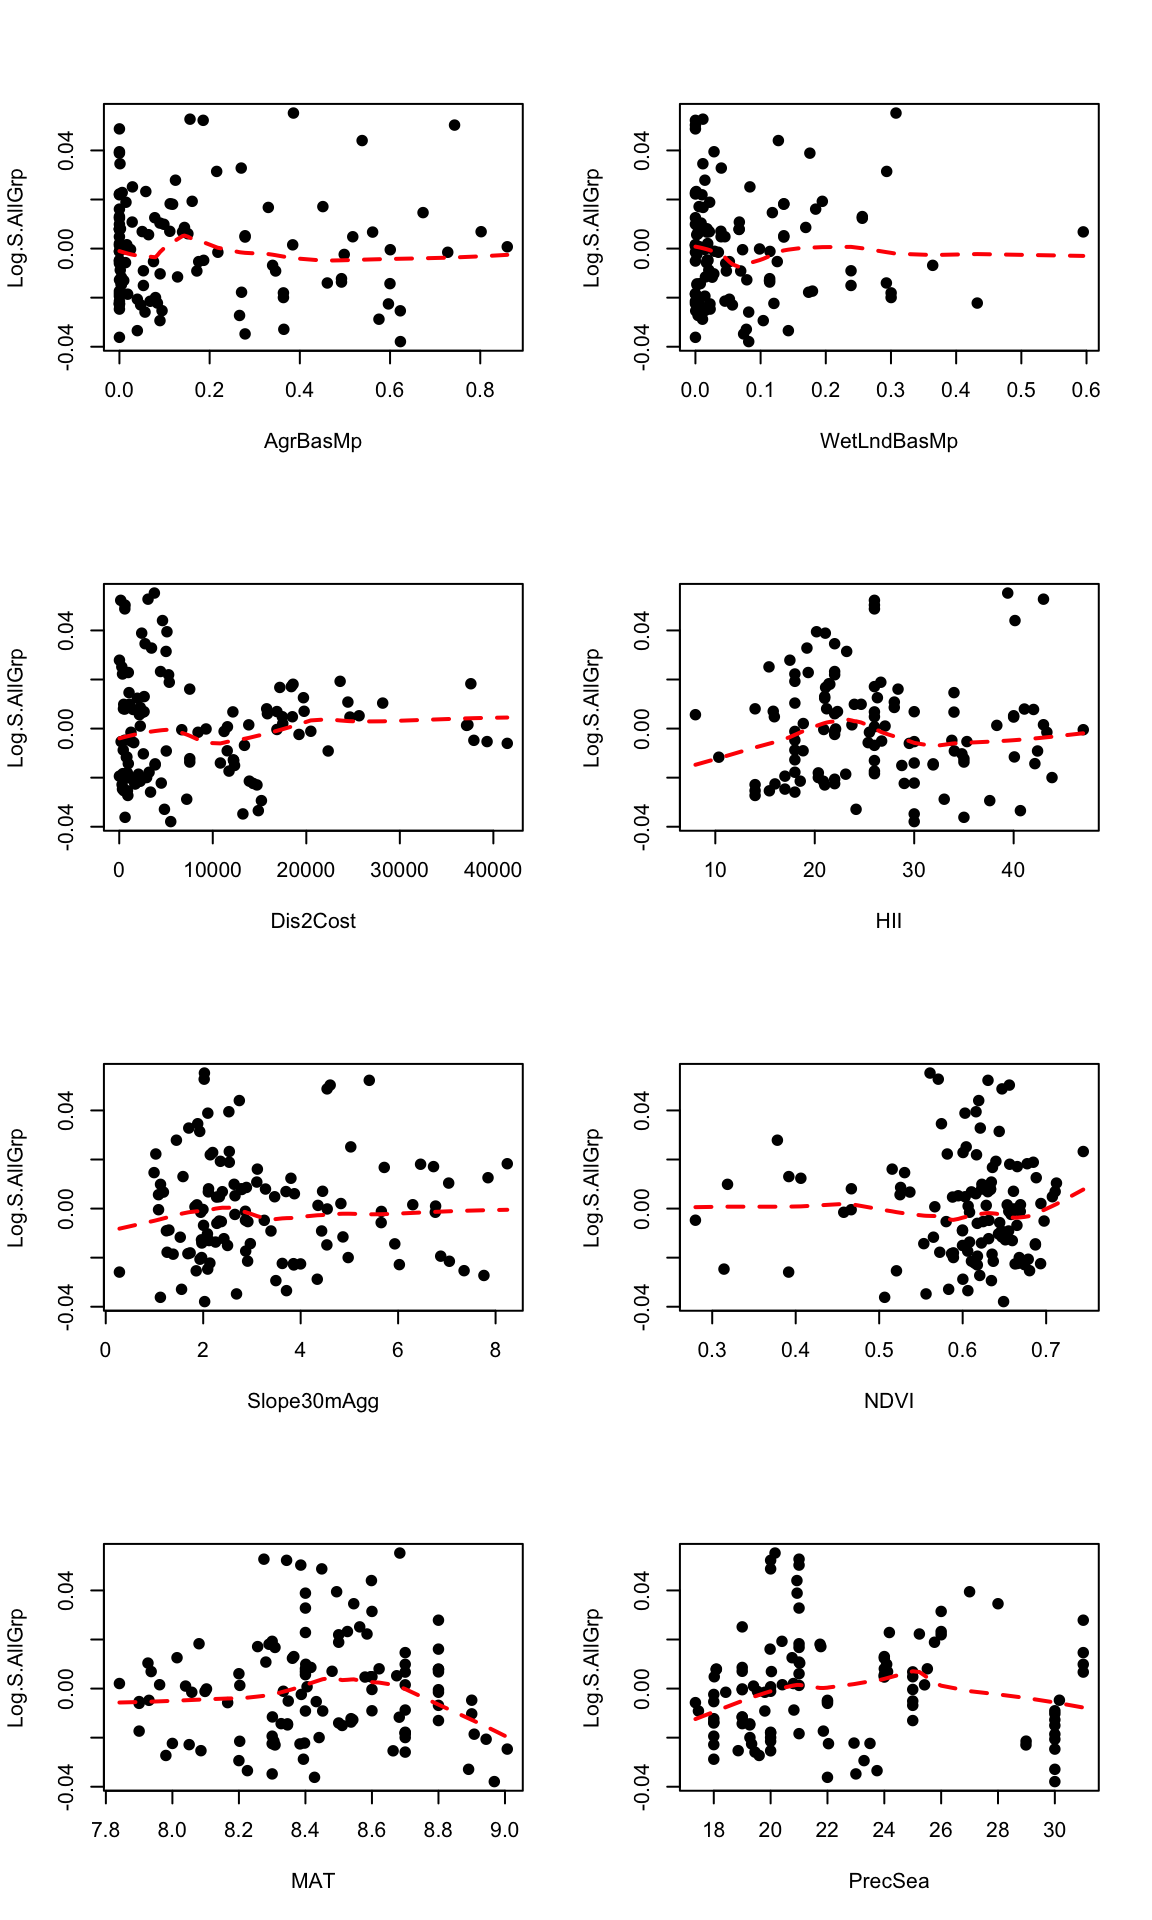 Log.S.AllGrp
0.04
0.00
-0.04
0.0 0.2 0.4 0.6 0.8
AgrBasMp
Log.S.AllGrp
0.04
0.00
-0.04
0.0 0.1 0.2 0.3 0.4 0.5 0.6
WetLndBasMp
Log.S.AllGrp
0.04
0.00
-0.04
0 10000 20000 30000 40000
Dis2Cost
Log.S.AllGrp
0.04
0.00
-0.04
10 20 30 40
HII
Log.S.AllGrp
0.04
0.00
-0.04
0 2 4 6 8
Slope30mAgg
Log.S.AllGrp
0.04
0.00
-0.04
0.3 0.4 0.5 0.6 0.7
NDVI
Log.S.AllGrp
0.04
0.00
-0.04
7.8 8.0 8.2 8.4 8.6 8.8 9.0
MAT
Log.S.AllGrp
0.04
0.00
-0.04
18 20 22 24 26 28 30
PrecSea